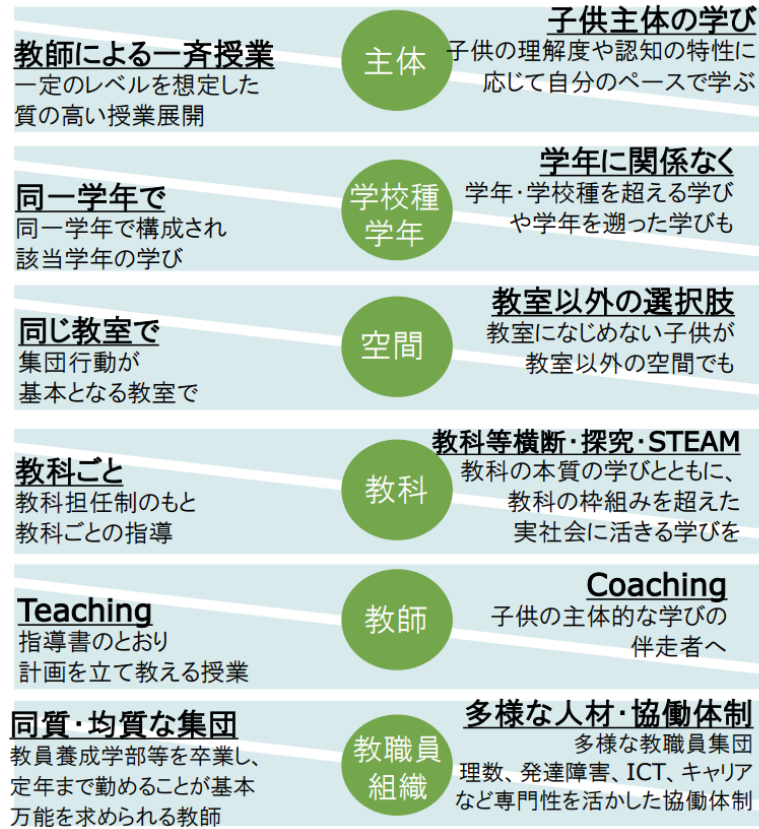 教師による一斉授業
一定のレベルを想定した
質の高い授業展開
主体
子供主体の学び
子供の理解度や認知の特性に
応じて自分のペースで学ぶ
同一学年で
同一学年で構成され
該当学年の学び
学校種
学年
学年に関係なく
学年・学校種を超える学び
や学年を遡った学びも
同じ教室で
集団行動が
基本となる教室で
空間
教室以外の選択肢
教室になじめない子供が
教室以外の空間でも
教科ごと
教科担任制のもと
教科ごとの指導
教科
教科等横断・探究・STEAM
教科の本質の学びとともに、
教科の枠組みを超えた
実社会に活きる学びを
Teaching
指導書のとおり
計画を立て教える授業
教師
Coaching
子供の主体的な学びの
伴走者へ
同質・均質な集団
教員養成学部等を卒業し、
定年まで勤めることが基本
万能を求められる教師
教職員
組織
多様な人材・協働体制
多様な教職員集団
理数、発達障害、ICT、キャリア
など専門性を活かした協働体制